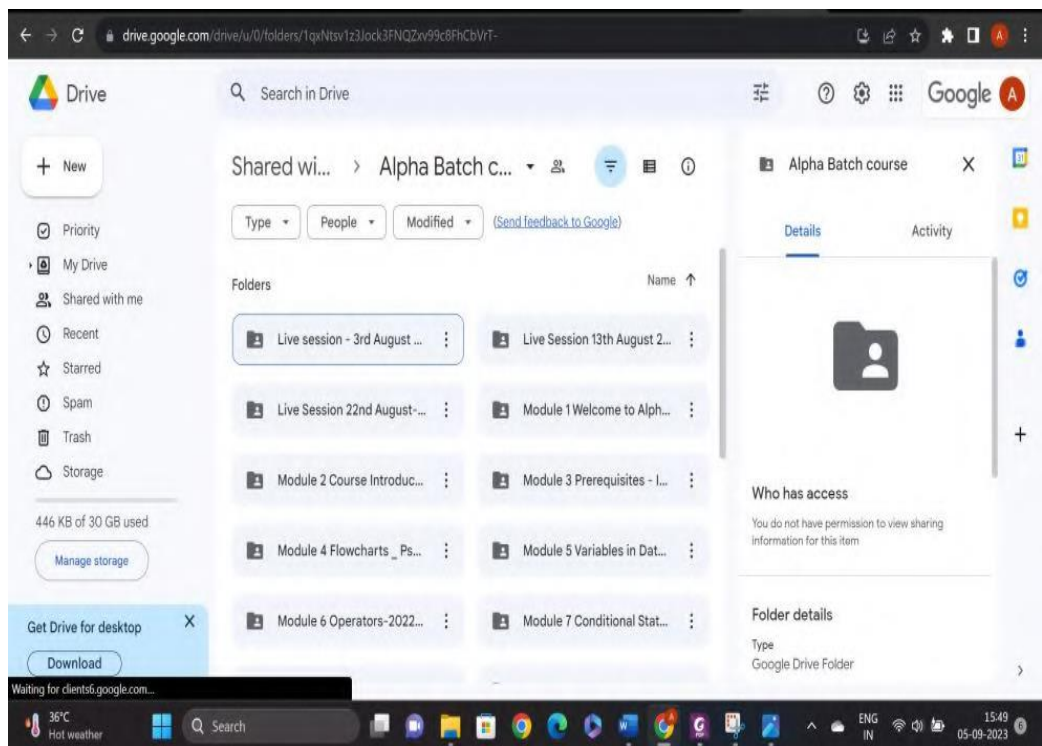 drive.google.com/drive/u/0/folders/1qxNtsv1z3Jock3FNQZxv99c8FhCbVrT-
Drive
Search in Drive
Google A
New
Priority
My Drive
Shared with me
Recent
Starred
Spam
Trash
Storage
446 KB of 30 GB used
Manage storage
Get Drive for desktop
Download
Waiting for clients6.google.com...
Shared wi... > Alpha Batch c...
Type People Modified (Send feedback to Google)
Folders Name
Live session - 3rd August ... Live Session 13th August 2...
Live Session 22nd August-... Module 1 Welcome to Alph...
Module 2 Course Introduc... Module 3 Prerequisites - I...
Module 4 Flowcharts _ Ps... Module 5 Variables in Dat...
Module 6 Operators-2022... Module 7 Conditional Stat...
Alpha Batch course
Details Activity
Who has access
You do not have permission to view sharing
information for this item
Folder details
Type
Google Drive Folder
36°C
Hot weather
Search
ENG
IN
15:49
05-09-2023